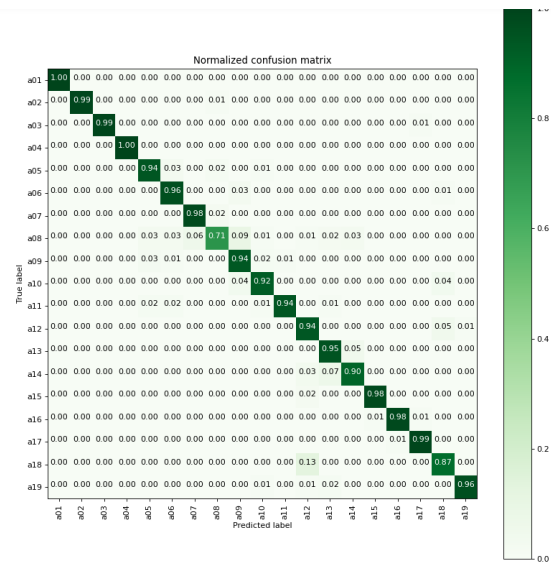 1.0
Normalized confusion matrix
a01 1.00 0.00 0.00 0.00 0.00 0.00 0.00 0.00 0.00 0.00 0.00 0.00 0.00 0.00 0.00 0.00 0.00 0.00 0.00
a02 0.00 0.99 0.00 0.00 0.00 0.00 0.00 0.01 0.00 0.00 0.00 0.00 0.00 0.00 0.00 0.00 0.00 0.00 0.00
a03 0.00 0.00 0.99 0.00 0.00 0.00 0.00 0.00 0.00 0.00 0.00 0.00 0.00 0.00 0.00 0.00 0.01 0.00 0.00
0.8
a04 0.00 0.00 0.00 1.00 0.00 0.00 0.00 0.00 0.00 0.00 0.00 0.00 0.00 0.00 0.00 0.00 0.00 0.00 0.00
a05 0.00 0.00 0.00 0.00 0.94 0.03 0.00 0.02 0.00 0.01 0.00 0.00 0.00 0.00 0.00 0.00 0.00 0.00 0.00
a06 0.00 0.00 0.00 0.00 0.00 0.96 0.00 0.00 0.03 0.00 0.00 0.00 0.00 0.00 0.00 0.00 0.00 0.01 0.00
a07 0.00 0.00 0.00 0.00 0.00 0.00 0.98 0.02 0.00 0.00 0.00 0.00 0.00 0.00 0.00 0.00 0.00 0.00 0.00
0.6
a08 0.00 0.00 0.00 0.00 0.03 0.03 0.06 0.71 0.09 0.01 0.00 0.01 0.02 0.03 0.00 0.00 0.00 0.00 0.00
a09 0.00 0.00 0.00 0.00 0.03 0.01 0.00 0.00 0.94 0.02 0.01 0.00 0.00 0.00 0.00 0.00 0.00 0.00 0.00
a10 0.00 0.00 0.00 0.00 0.00 0.00 0.00 0.00 0.04 0.92 0.00 0.00 0.00 0.00 0.00 0.00 0.00 0.04 0.00
True label
a11 0.00 0.00 0.00 0.00 0.02 0.02 0.00 0.00 0.00 0.01 0.94 0.00 0.01 0.00 0.00 0.00 0.00 0.00 0.00
a12 0.00 0.00 0.00 0.00 0.00 0.00 0.00 0.00 0.00 0.00 0.00 0.94 0.00 0.00 0.00 0.00 0.00 0.05 0.01
0.4
a13 0.00 0.00 0.00 0.00 0.00 0.00 0.00 0.00 0.00 0.00 0.00 0.00 0.95 0.05 0.00 0.00 0.00 0.00 0.00
a14 0.00 0.00 0.00 0.00 0.00 0.00 0.00 0.00 0.00 0.00 0.00 0.03 0.07 0.90 0.00 0.00 0.00 0.00 0.00
a15 0.00 0.00 0.00 0.00 0.00 0.00 0.00 0.00 0.00 0.00 0.00 0.02 0.00 0.00 0.98 0.00 0.00 0.00 0.00
a16 0.00 0.00 0.00 0.00 0.00 0.00 0.00 0.00 0.00 0.00 0.00 0.00 0.00 0.00 0.01 0.98 0.01 0.00 0.00
a17 0.00 0.00 0.00 0.00 0.00 0.00 0.00 0.00 0.00 0.00 0.00 0.00 0.00 0.00 0.00 0.01 0.99 0.00 0.00
0.2
a18 0.00 0.00 0.00 0.00 0.00 0.00 0.00 0.00 0.00 0.00 0.00 0.13 0.00 0.00 0.00 0.00 0.00 0.87 0.00
a19 0.00 0.00 0.00 0.00 0.00 0.00 0.00 0.00 0.00 0.01 0.00 0.01 0.02 0.00 0.00 0.00 0.00 0.00 0.96
a01 a02 a03 a04 a05 a06 a07 a08 a09 a10 a11 a12 a13 a14 a15 a16 a17 a18 a19
Predicted label
0.0